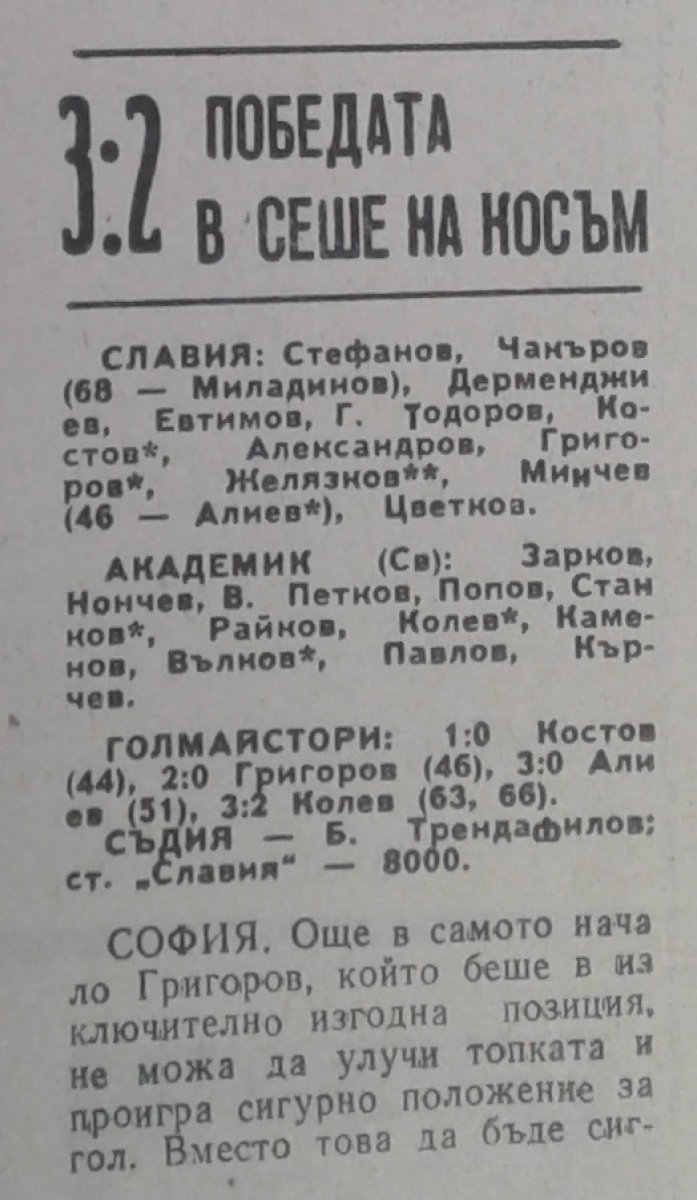 3:2 ПОБЕДАТА
В СЕШЕ НА КОСЪМ
СЛАВИЯ: Стефанов, Чакъров
(68 — Миладинов), Дерменджи
ев, Евтимов, Г. Тодоров, Ко-
стов*, Александров, Григо-
ров*, Желязков**, Минчев
(46 — Алиев*), Цветков.
АКАДЕМИК (Св): Зарков,
Нончев, В. Петков, Попов, Стан
ков*, Райков, Колев*, Каме-
нов, Вълков*, Павлов, Кър-
чев.
ГОЛМАЙСТОРИ: 1:0 Костов
(44), 2:0 Григоров (46), 3:0 Али
ев (51), 3:2 Колев (63, 66).
СЪДИЯ — Б. Трендафилов;
ст. „Славия“ — 8000.
СОФИЯ. Още в самото нача
ло Григоров, който беше в из
ключително изгодна позиция,
не можа да улучи топката и
проигра сигурно положение за
гол. Вместо това да бъде сиг-